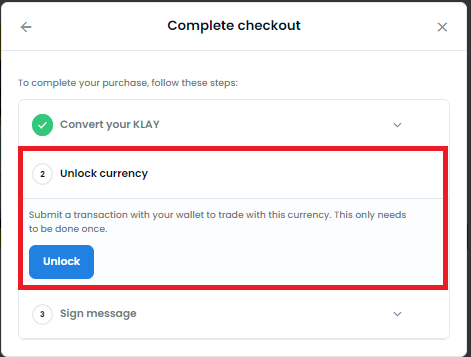 Complete checkout
To complete your purchase, follow these steps:
Convert your KLAY
2 Unlock currency
Submit a transaction with your wallet to trade with this currency. This only needs
to be done once.
Unlock
3 Sign message